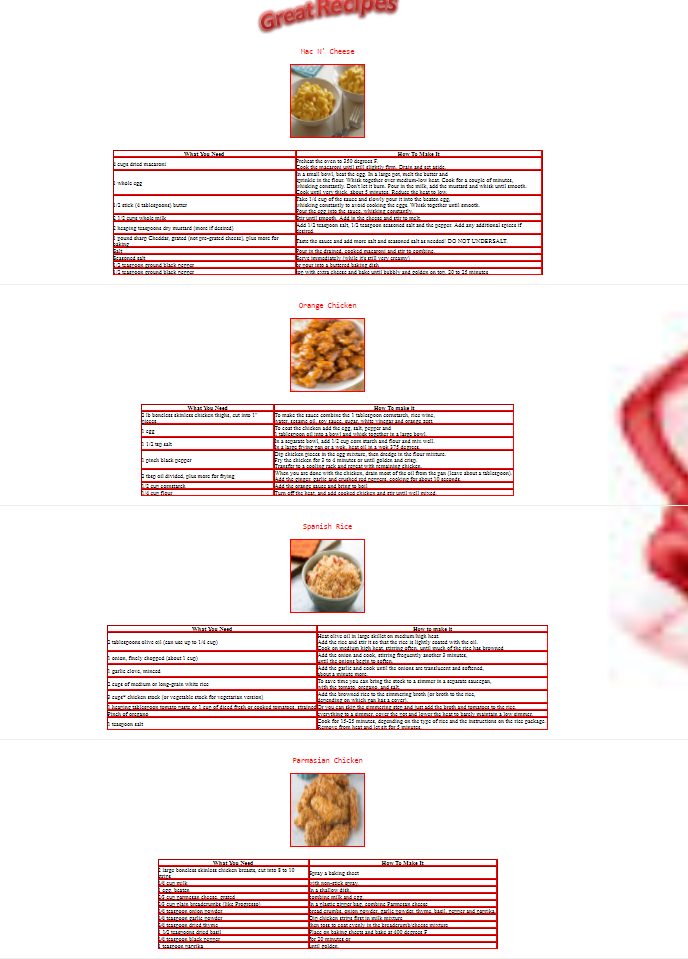 GreatRecipes
Mac N' Cheese
What You Need
How To Make It
cups dried macaroni
Preheat the oven to 350 degrees F.
Cook the macaroni until still slightly firm. Drain and set aside.
whole egg
In a small bowl, beat the egg. In a large pot, melt the butter and
sprinkle in the flour. Whisk together over medium-low heat. Cook for a couple of minutes,
whisking constantly. Don't let it burn. Pour in the milk, add the mustard and whisk until smooth.
Cook until very thick, about 5 minutes. Reduce the heat to low.
1/2 stick (4 tablespoons) butter
Take 1/4 cup of the sauce and slowly pour it into the beaten egg,
whisking constantly to avoid cooking the eggs. Whisk together until smooth.
Pour the egg into the sauce, whisking constantly.
2 1/2 cups whole milk
Stir until smooth. Add in the cheese and stir to melt.
heaping teaspoons dry mustard (more if desired)
Add 1/2 teaspoon salt, 1/2 teaspoon seasoned salt and the pepper. Add any additional spices if
desired.
pound sharp Cheddar, grated (not pre-grated cheese), plus more for
baking
Taste the sauce and add more salt and seasoned salt as needed! DO NOT UNDERSALT.
Salt
Pour in the drained, cooked macaroni and stir to combine.
Seasoned salt
Serve immediately (while it's still very creamy)
1/2 teaspoon ground black pepper
or pour into a buttered baking dish
1/2 teaspoon ground black pepper
top with extra cheese and bake until bubbly and golden on top, 20 to 25 minutes
Orange Chicken
What You Need
How To make it
2 lb boneless skinless chicken thighs, cut into 1"
pieces
To make the sauce combine the 1 tablespoon cornstarch, rice wine,
water, sesame oil, soy sauce, sugar, white vinegar and orange zest.
1 egg
To coat the chicken add the egg, salt, pepper and
1 tablespoon oil into a bowl and whisk together in a large bowl.
1 1/2 tsp salt
In a separate bowl, add 1/2 cup corn starch and flour and mix well.
In a large frying pan or a wok, heat oil in a wok 375 degrees.
1 pinch black pepper
Dip chicken pieces in the egg mixture, then dredge in the flour mixture.
Fry the chicken for 3 to 4 minutes or until golden and crisp.
Transfer to a cooling rack and repeat with remaining chicken.
2 tbsp oil divided, plus more for frying
When you are done with the chicken, drain most of the oil from the pan (leave about a tablespoon).
Add the ginger, garlic and crushed red peppers, cooking for about 10 seconds.
1/2 cup cornstarch
Add the orange sauce and bring to boil.
1/4 cup flour
Turn off the heat, and add cooked chicken and stir until well mixed.
Spanish Rice
What You Need
How to make it
2 tablespoons olive oil (can use up to 1/4 cup)
Heat olive oil in large skillet on medium/high heat.
Add the rice and stir it so that the rice is lightly coated with the oil.
Cook on medium high heat, stirring often, until much of the rice has browned.
1 onion, finely chopped (about 1 cup)
Add the onion and cook, stirring frequently another 3 minutes,
until the onions begin to soften.
1 garlic clove, minced
Add the garlic and cook until the onions are translucent and softened,
about a minute more.
2 cups of medium or long-grain white rice
To save time you can bring the stock to a simmer in a separate saucepan,
with the tomato, oregano, and salt.
cups* chicken stock (or vegetable stock for vegetarian version)
Add the browned rice to the simmering broth (or broth to the rice,
depending on which pan has a cover).
1 heaping tablespoon tomato paste or 1 cup of diced fresh or cooked tomatoes, strained
Or you can skip the simmering step and just add the broth and tomatoes to the rice.
Pinch of oregano
Everything to a simmer, cover the pot and lower the heat to barely maintain a low simmer.
1 teaspoon salt
Cook for 15-25 minutes, depending on the type of rice and the instructions on the rice package.
Remove from heat and let sit for 5 minutes.
Parmasian Chicken
What You Need
How To Make It
large boneless skinless chicken breasts, cut into 8 to 10
strips
Spray a baking sheet
cup milk
with non-stick spray.
egg, beaten
In a shallow dish,
cup parmesan cheese, grated
combine milk and egg.
cup plain breadcrumbs (like Progresso)
In a plastic zipper bag, combine Parmesan cheese
teaspoon onion powder
bread crumbs, onion powder, garlic powder, thyme, basil, pepper and paprika.
teaspoon garlic powder
Dip chicken strips first in milk mixture
teaspoon dried thyme
then toss to coat evenly in the breadcrumb/cheese mixture
1/2 teaspoons dried basil
Place on baking sheets and bake at 400 degrees F
teaspoon black pepper
for 20 minutes or
teaspoon paprika
until golden.